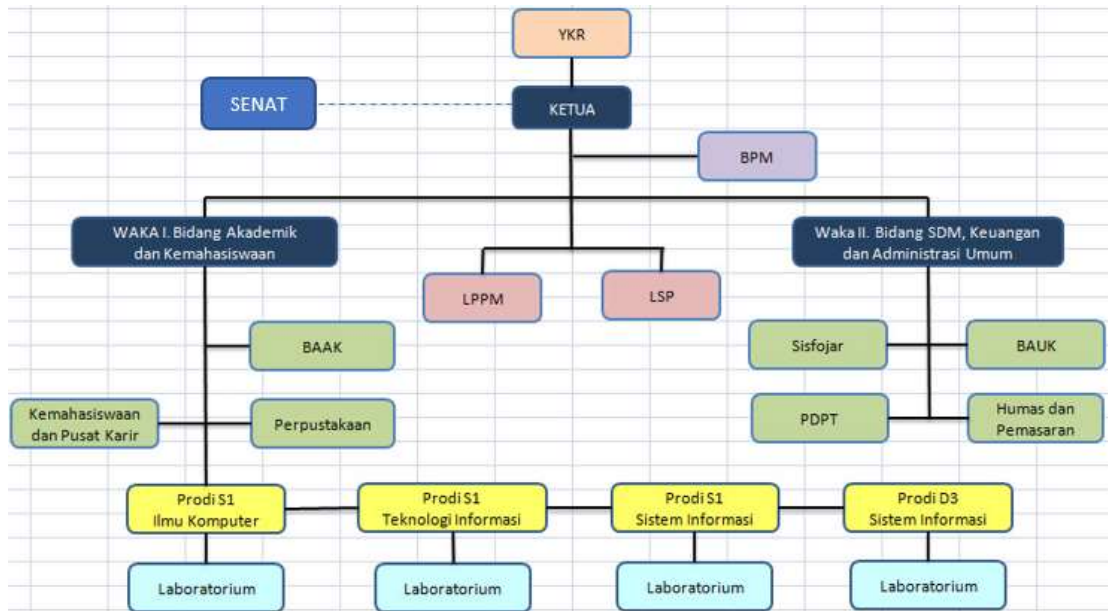 YKR
SENAT
KETUA
BPM
WAKA I. Bidang Akademik
dan Kemahasiswaan
Waka II. Bidang SDM, Keuangan
dan Administrasi Umum
LPPM
LSP
BAAK
Sisfojar
BAUK
Kemahasiswaan
dan Pusat Karir
Perpustakaan
PDPT
Humas dan
Pemasaran
Prodi S1
Ilmu Komputer
Prodi S1
Teknologi Informasi
Prodi S1
Sistem Informasi
Prodi D3
Sistem Informasi
Laboratorium
Laboratorium
Laboratorium
Laboratorium